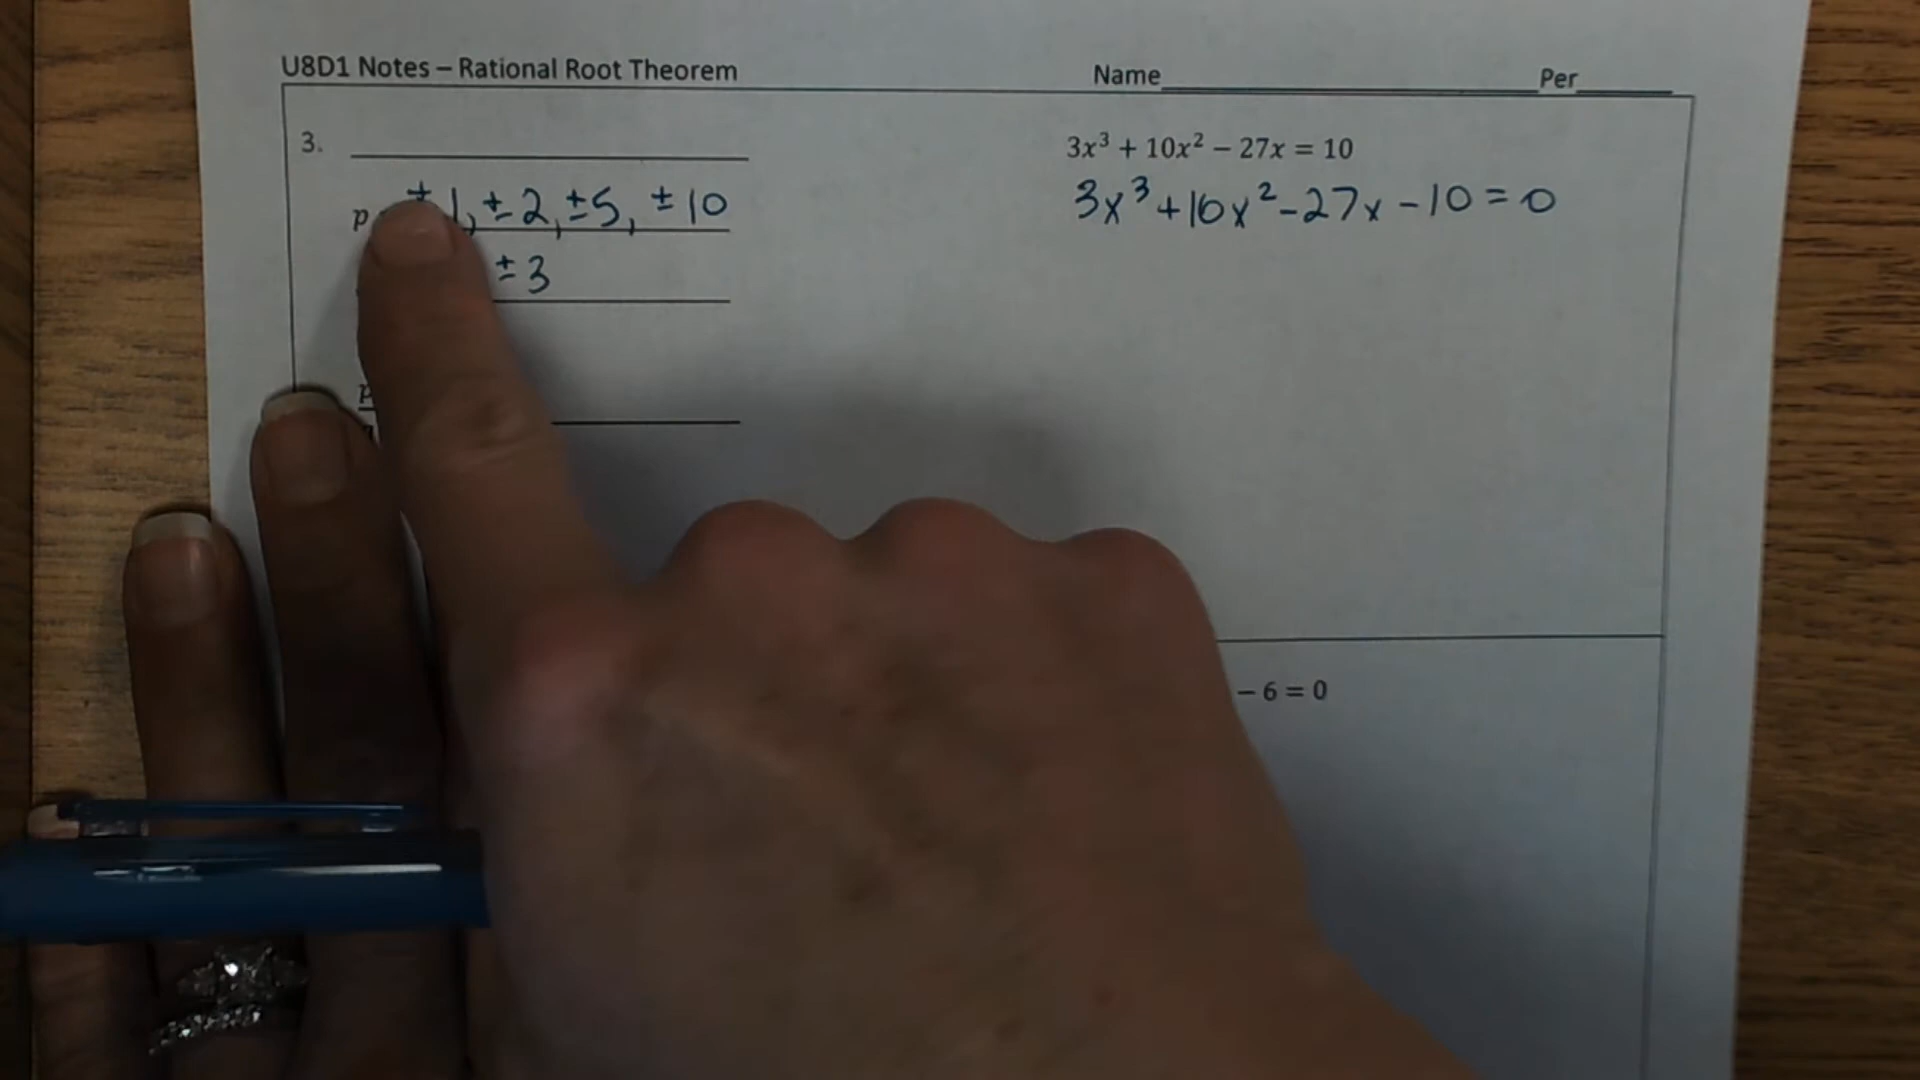 U8D1 Notes – Rational Root Theorem Name Per
3. 3x³ + 10x² − 27x = 10
p ± 1, ± 2, ± 5, ± 10 3x³ + 10x² − 27x − 10 = 0
± 3
p
− 6 = 0